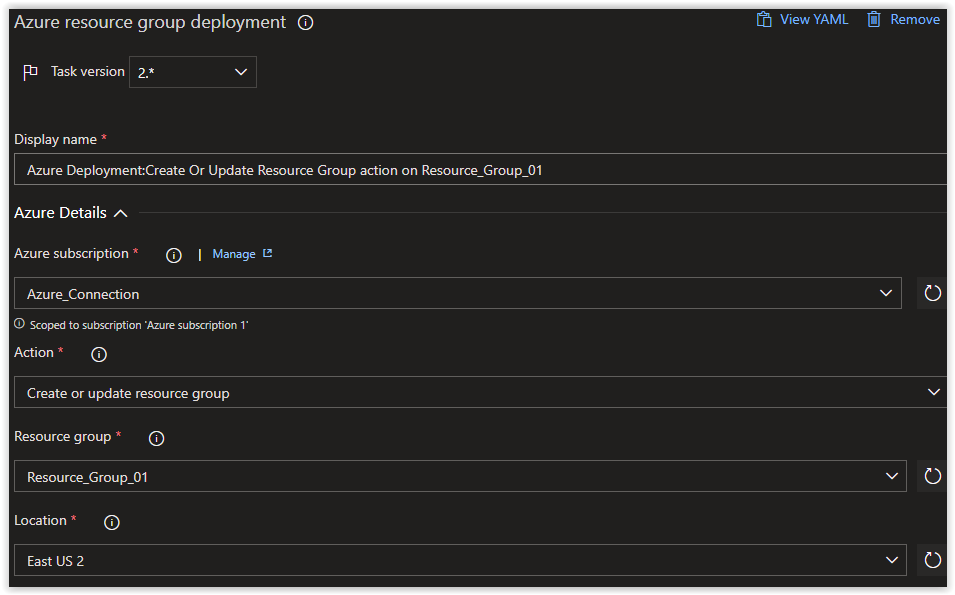 Azure resource group deployment
View YAML
Remove
Task version
2.*
Display name *
Azure Deployment:Create Or Update Resource Group action on Resource_Group_01
Azure Details
Azure subscription *
| Manage
Azure_Connection
Scoped to subscription 'Azure subscription 1'
Action *
Create or update resource group
Resource group *
Resource_Group_01
Location *
East US 2